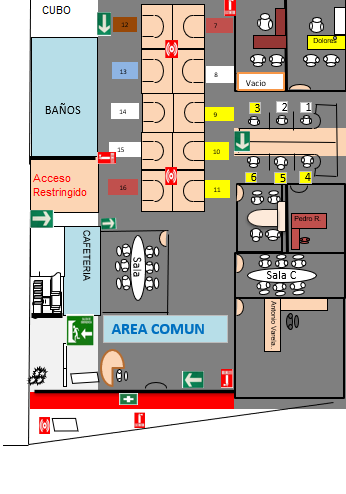 CUBO
12
7
Dolores
13
8
Vacio
BAÑOS
14
9
3
2
1
15
10
Acceso
Restringido
16
11
6
5
4
Pedro R.
CAFETERIA
Sala
Sala C
AREA COMUN
Antonio Varela..